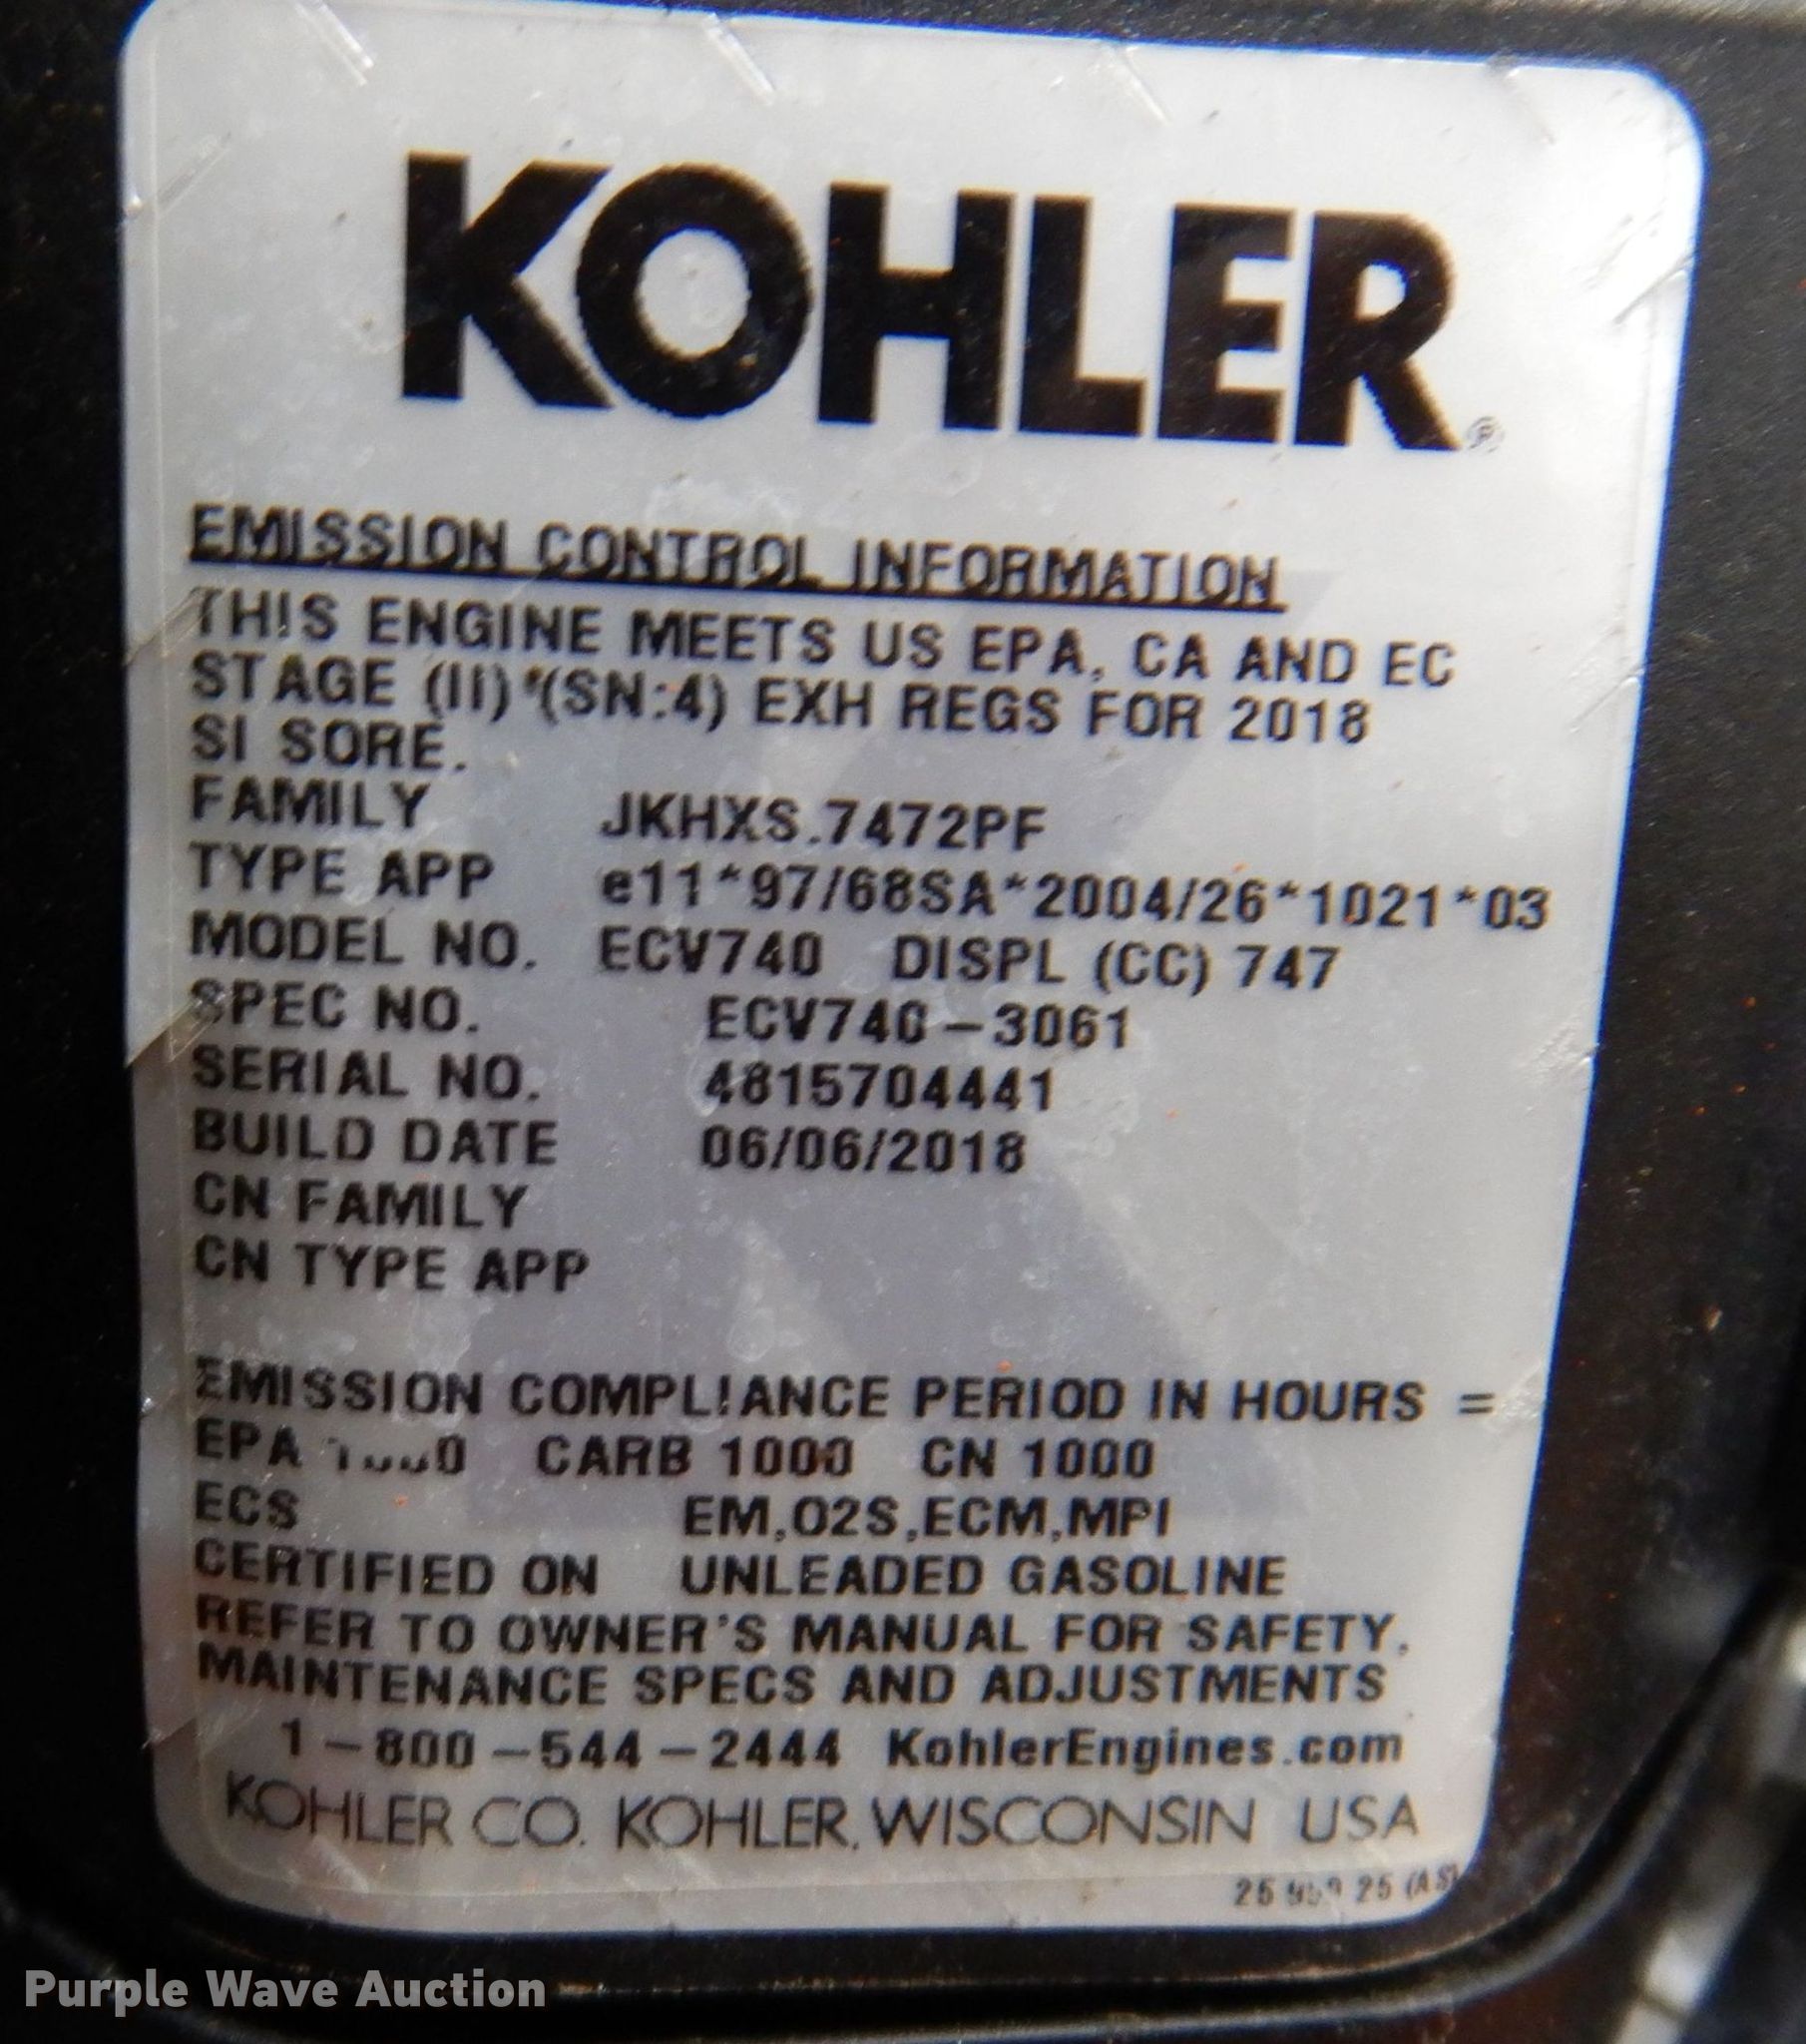 KOHLER®
EMISSION CONTROL INFORMATION
THIS ENGINE MEETS US EPA, CA AND EC
STAGE (II) *(SN:4) EXH REGS FOR 2018
SI SORE.
FAMILY JKHXS.7472PF
TYPE APP e11*97/68SA*2004/26*1021*03
MODEL NO. ECV740 DISPL (CC) 747
SPEC NO. ECV740-3061
SERIAL NO. 4815704441
BUILD DATE 06/06/2018
CN FAMILY
CN TYPE APP
EMISSION COMPLIANCE PERIOD IN HOURS =
EPA CARB 1000 CN 1000
ECS EM,O2S,ECM,MPI
CERTIFIED ON UNLEADED GASOLINE
REFER TO OWNER'S MANUAL FOR SAFETY,
MAINTENANCE SPECS AND ADJUSTMENTS
1-800-544-2444 KohlerEngines.com
KOHLER CO. KOHLER, WISCONSIN USA
25 25 (AS)
Purple Wave Auction